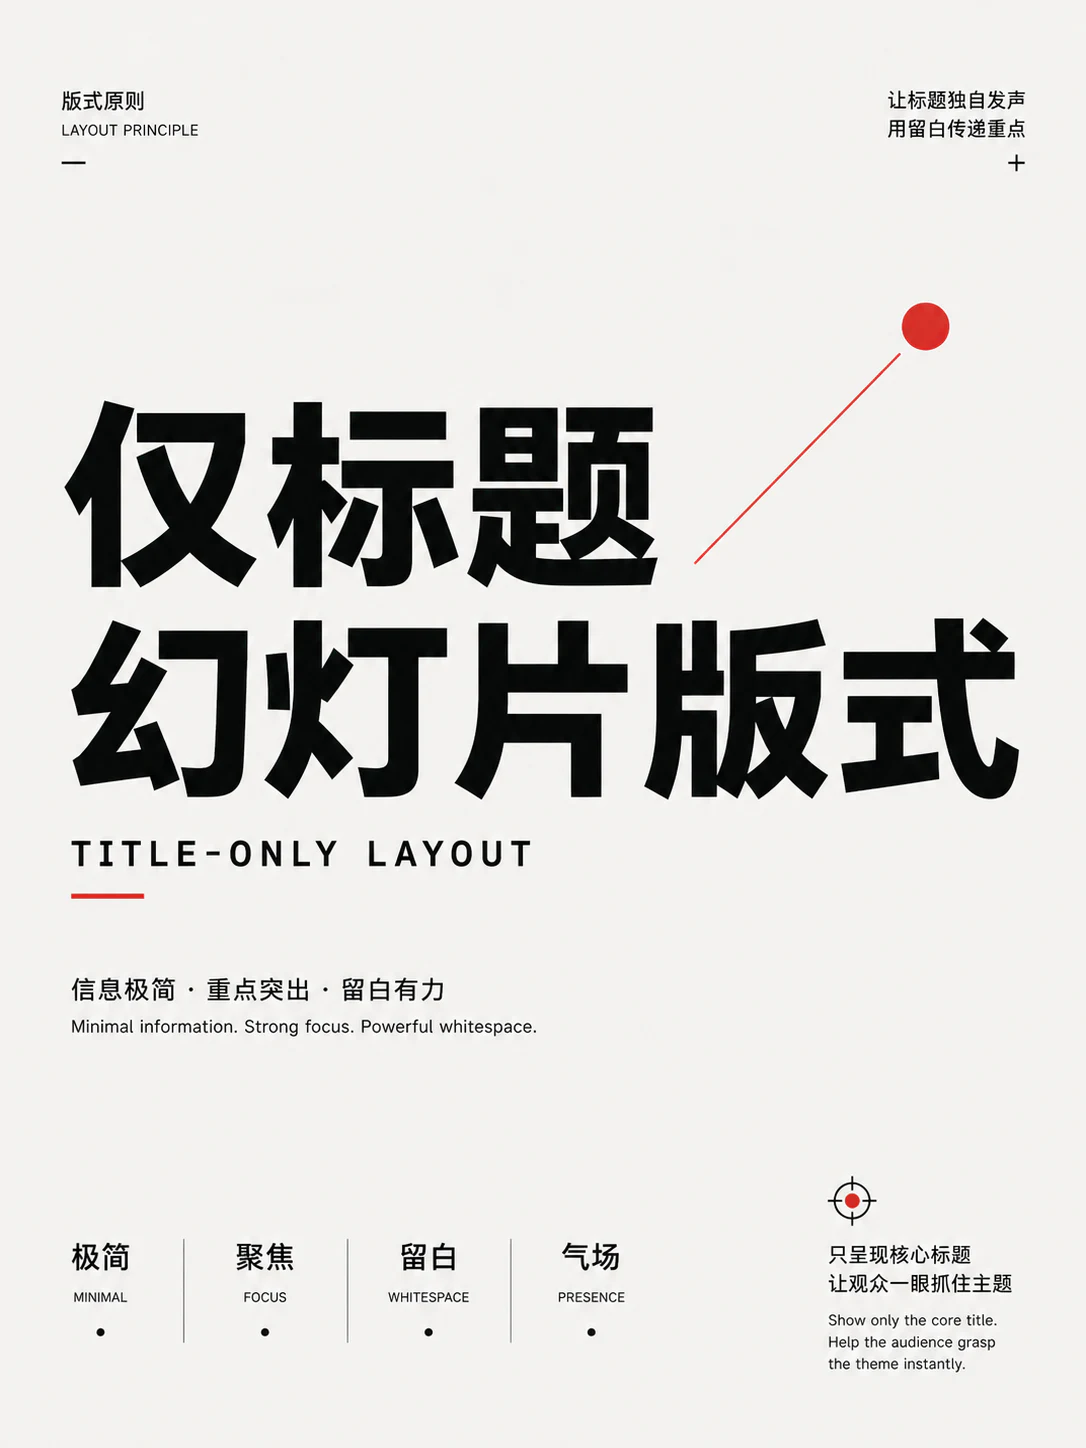 版式原则
LAYOUT PRINCIPLE
让标题独自发声
用留白传递重点
仅标题
幻灯片版式
TITLE-ONLY LAYOUT
信息极简 · 重点突出 · 留白有力
Minimal information. Strong focus. Powerful whitespace.
极简
MINIMAL
聚焦
FOCUS
留白
WHITESPACE
气场
PRESENCE
只呈现核心标题
让观众一眼抓住主题
Show only the core title.
Help the audience grasp
the theme instantly.